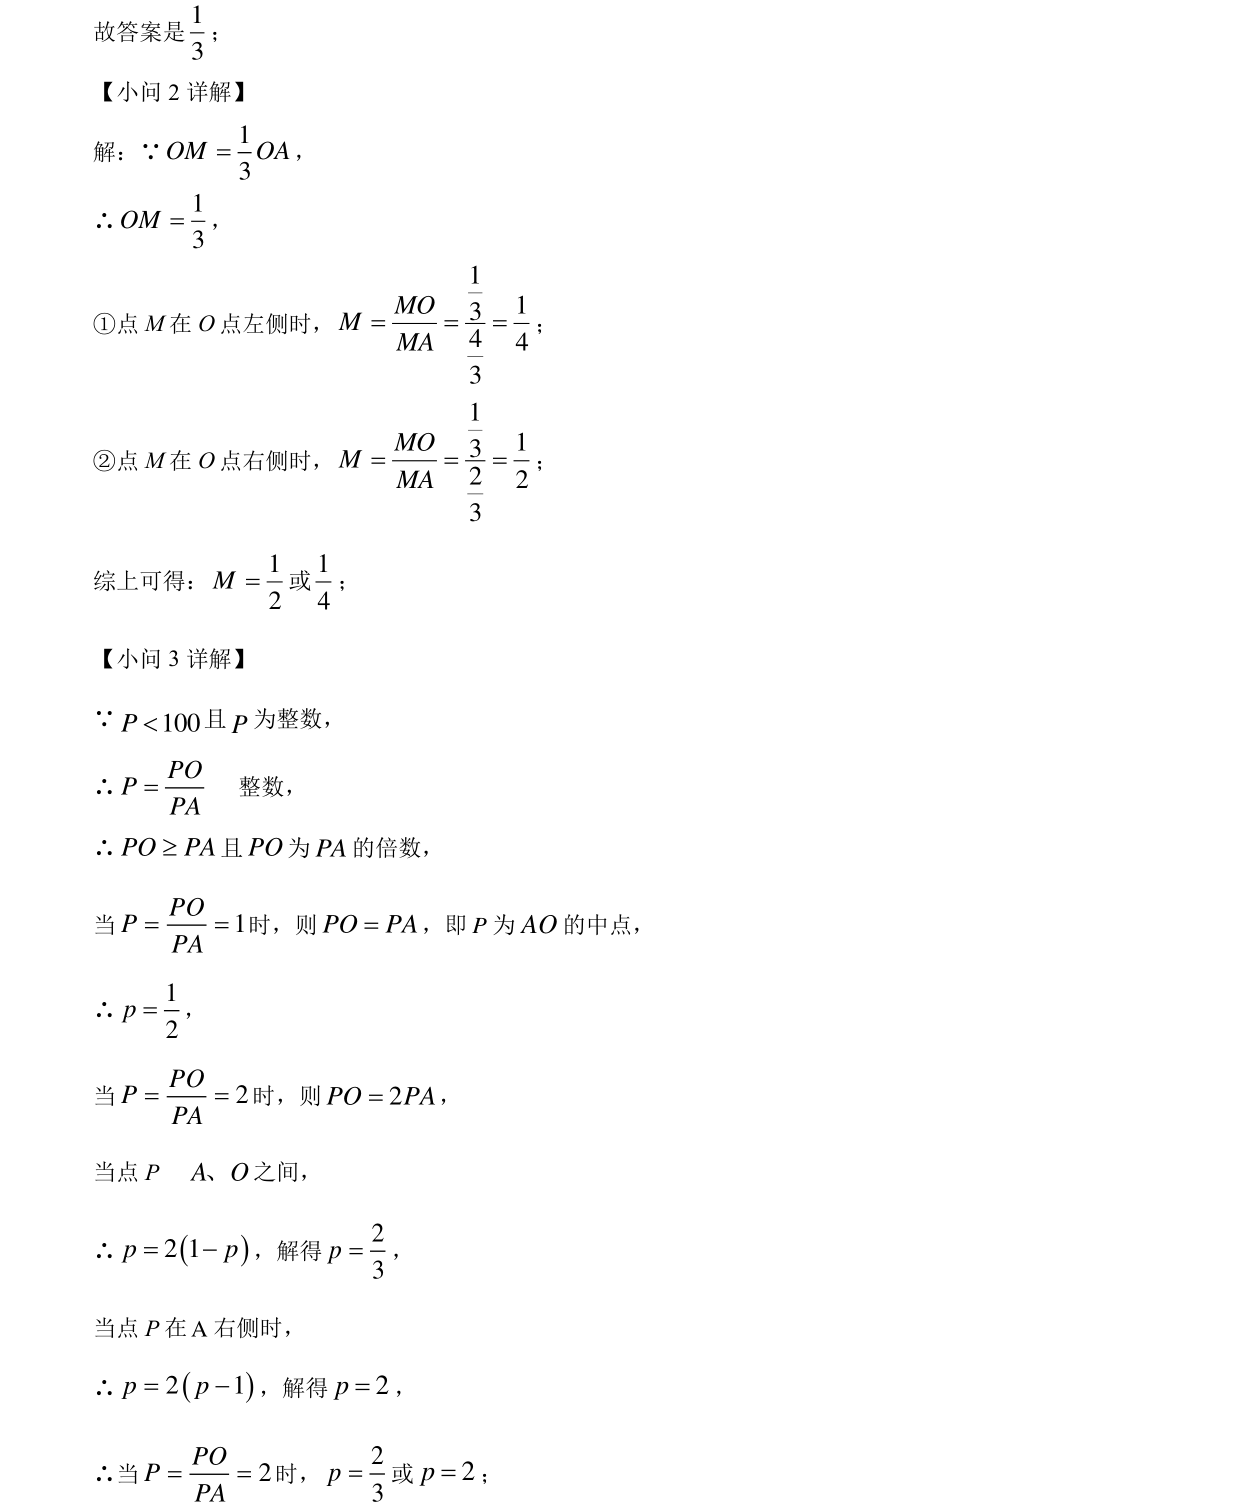 故答案是 1/3；
【小问 2 详解】
解：∵ OM = 1/3 OA，
∴ OM = 1/3，
①点 M 在 O 点左侧时， M = MO/MA = (1/3)/(4/3) = 1/4；
②点 M 在 O 点右侧时， M = MO/MA = (1/3)/(2/3) = 1/2；
综上可得： M = 1/2 或 1/4；
【小问 3 详解】
∵ P < 100 且 P 为整数，
∴ P = PO/PA 整数，
∴ PO ≥ PA 且 PO 为 PA 的倍数，
当 P = PO/PA = 1 时，则 PO = PA，即 P 为 AO 的中点，
∴ p = 1/2，
当 P = PO/PA = 2 时，则 PO = 2PA，
当点 P A、O 之间，
∴ p = 2(1 − p)，解得 p = 2/3，
当点 P 在 A 右侧时，
∴ p = 2(p − 1)，解得 p = 2，
∴当 P = PO/PA = 2 时， p = 2/3 或 p = 2；